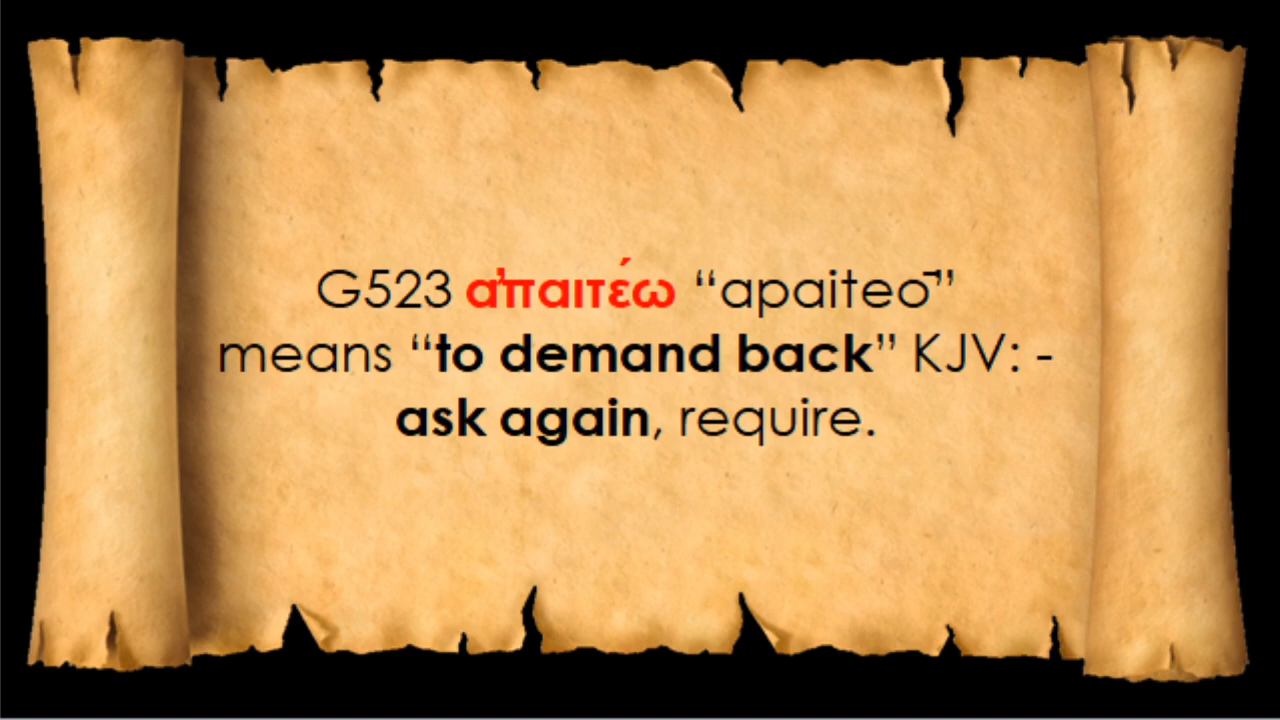 G523 ἀπαιτέω “apaiteō”
means “to demand back” KJV: -
ask again, require.